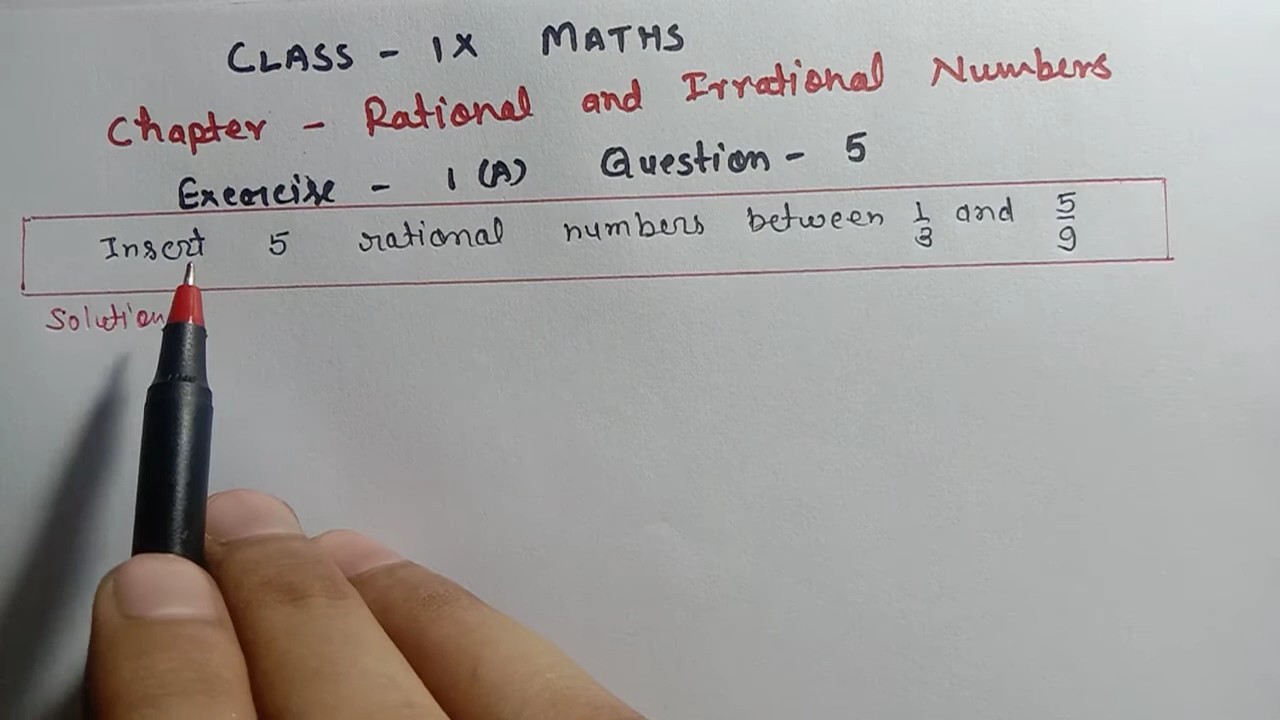 CLASS - IX MATHS
Chapter - Rational and Irrational Numbers
Exercise - 1 (A) Question - 5
Insert 5 rational numbers between 1/3 and 5/9
Solution